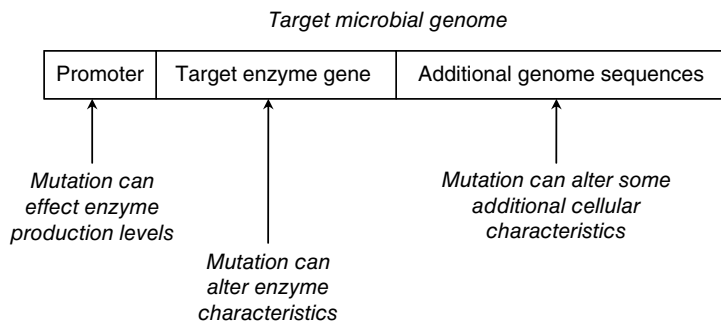 Target microbial genome
Promoter
Target enzyme gene
Additional genome sequences
Mutation can
effect enzyme
production levels
Mutation can
alter enzyme
characteristics
Mutation can alter some
additional cellular
characteristics